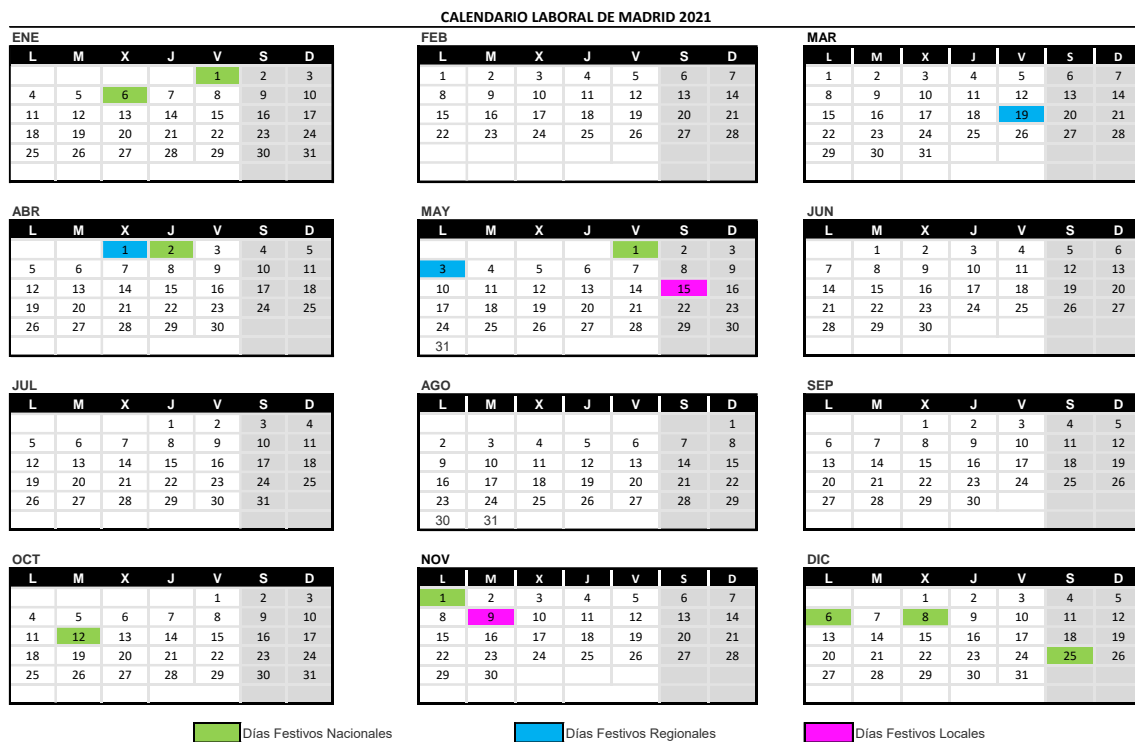 CALENDARIO LABORAL DE MADRID 2021
ENE
L M X J V S D
1 2 3
4 5 6 7 8 9 10
11 12 13 14 15 16 17
18 19 20 21 22 23 24
25 26 27 28 29 30 31
FEB
L M X J V S D
1 2 3 4 5 6 7
8 9 10 11 12 13 14
15 16 17 18 19 20 21
22 23 24 25 26 27 28
MAR
L M X J V S D
1 2 3 4 5 6 7
8 9 10 11 12 13 14
15 16 17 18 19 20 21
22 23 24 25 26 27 28
29 30 31
ABR
L M X J V S D
1 2 3 4 5
5 6 7 8 9 10 11
12 13 14 15 16 17 18
19 20 21 22 23 24 25
26 27 28 29 30
MAY
L M X J V S D
1 2 3
3 4 5 6 7 8 9
10 11 12 13 14 15 16
17 18 19 20 21 22 23
24 25 26 27 28 29 30
31
JUN
L M X J V S D
1 2 3 4 5 6
7 8 9 10 11 12 13
14 15 16 17 18 19 20
21 22 23 24 25 26 27
28 29 30
JUL
L M X J V S D
1 2 3 4
5 6 7 8 9 10 11
12 13 14 15 16 17 18
19 20 21 22 23 24 25
26 27 28 29 30 31
AGO
L M X J V S D
1
2 3 4 5 6 7 8
9 10 11 12 13 14 15
16 17 18 19 20 21 22
23 24 25 26 27 28 29
30 31
SEP
L M X J V S D
1 2 3 4 5
6 7 8 9 10 11 12
13 14 15 16 17 18 19
20 21 22 23 24 25 26
27 28 29 30
OCT
L M X J V S D
1 2 3
4 5 6 7 8 9 10
11 12 13 14 15 16 17
18 19 20 21 22 23 24
25 26 27 28 29 30 31
NOV
L M X J V S D
1 2 3 4 5 6 7
8 9 10 11 12 13 14
15 16 17 18 19 20 21
22 23 24 25 26 27 28
29 30
DIC
L M X J V S D
1 2 3 4 5
6 7 8 9 10 11 12
13 14 15 16 17 18 19
20 21 22 23 24 25 26
27 28 29 30 31
Días Festivos Nacionales
Días Festivos Regionales
Días Festivos Locales